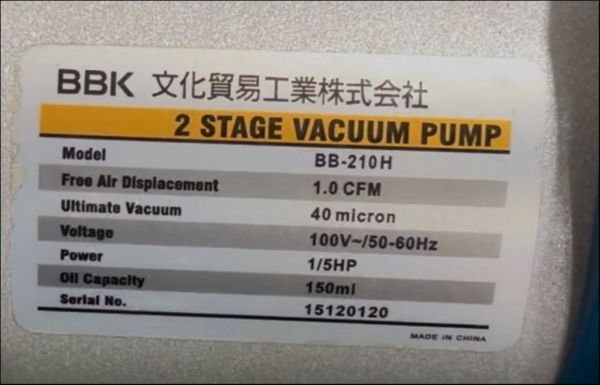 BBK 文化貿易工業株式会社
2 STAGE VACUUM PUMP
Model BB-210H
Free Air Displacement 1.0 CFM
Ultimate Vacuum 40 micron
Voltage 100V~/50-60Hz
Power 1/5HP
Oil Capacity 150ml
Serial No. 15120120
MADE IN CHINA